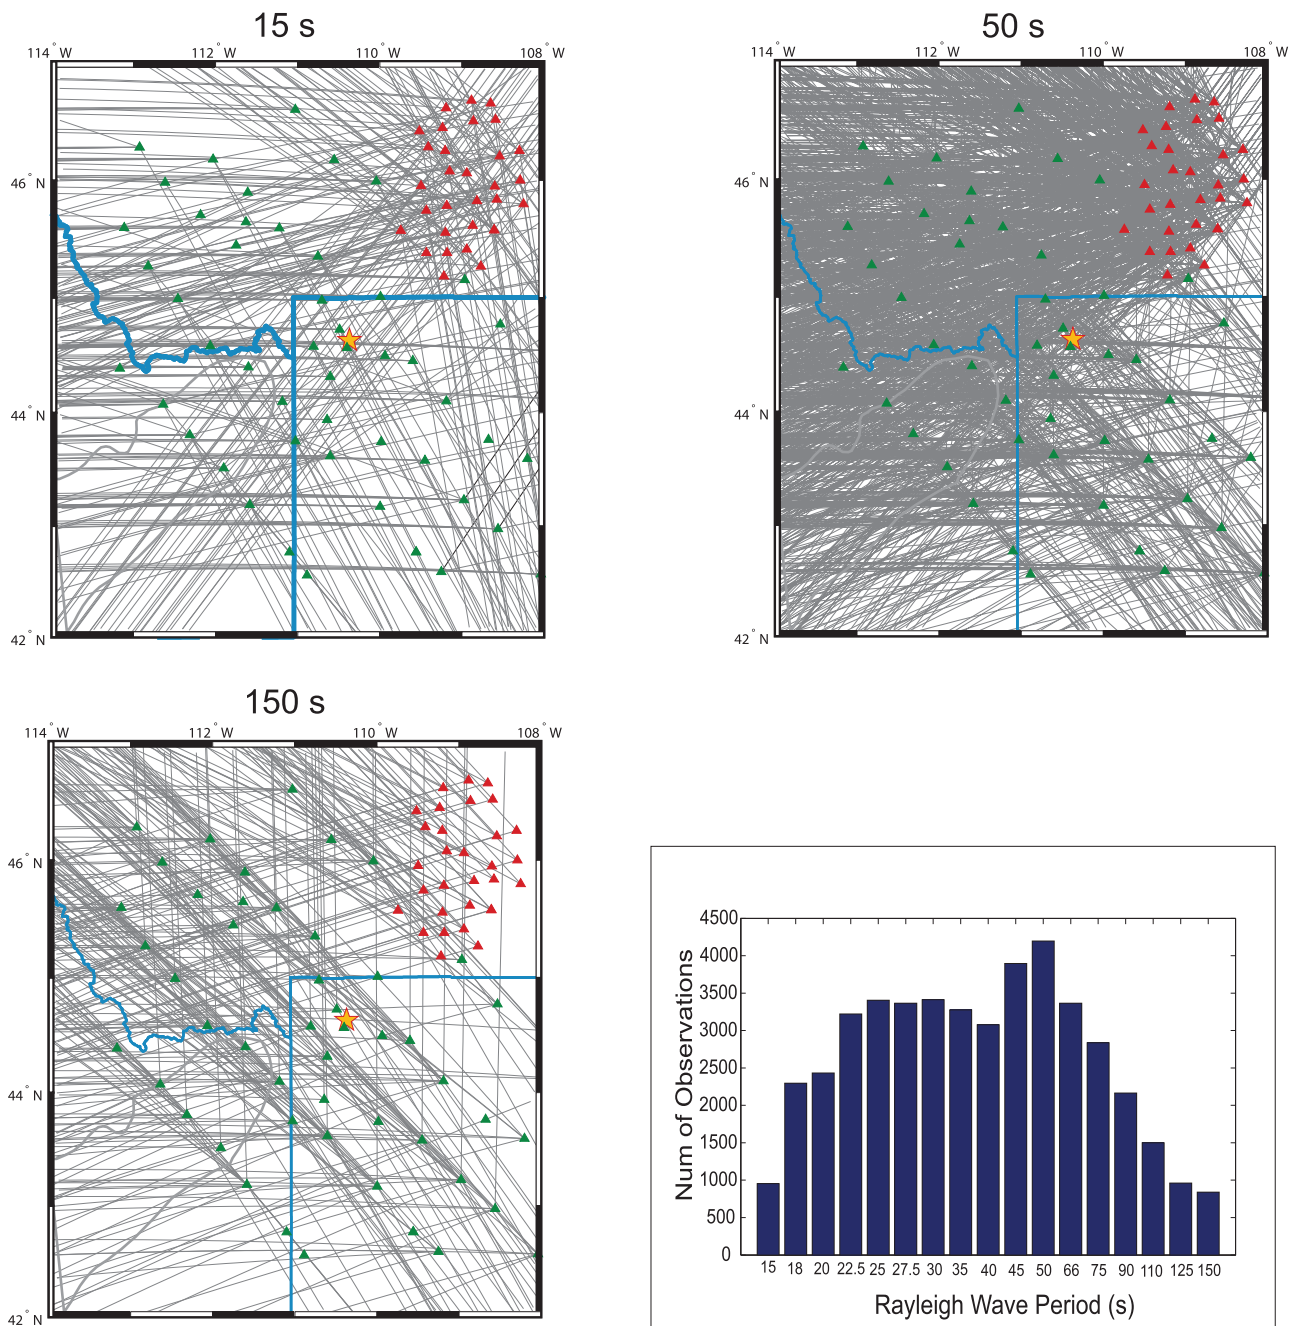 15 s
114°W 112°W 110°W 108°W
46°N
44°N
42°N
50 s
114°W 112°W 110°W 108°W
46°N
44°N
42°N
150 s
114°W 112°W 110°W 108°W
46°N
44°N
42°N
Num of Observations
4500
4000
3500
3000
2500
2000
1500
1000
500
0
15 18 20 22.5 25 27.5 30 35 40 45 50 66 75 90 110 125 150
Rayleigh Wave Period (s)